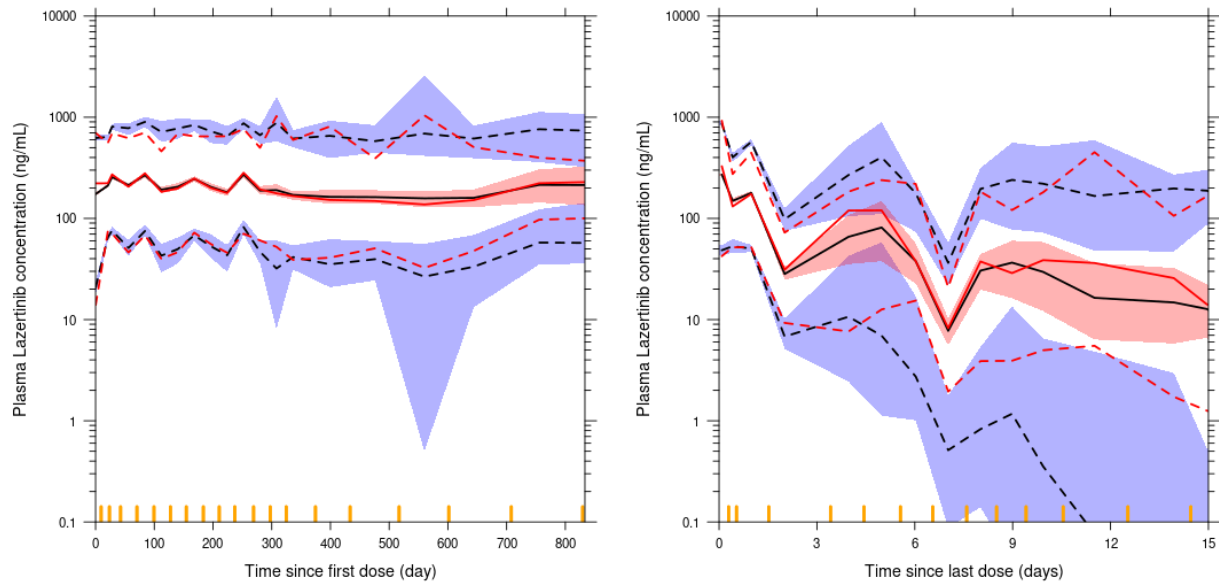 Plasma Lazertinib concentration (ng/mL)
10000
1000
100
10
1
0.1
0 100 200 300 400 500 600 700 800
Time since first dose (day)
Plasma Lazertinib concentration (ng/mL)
10000
1000
100
10
1
0.1
0 3 6 9 12 15
Time since last dose (days)